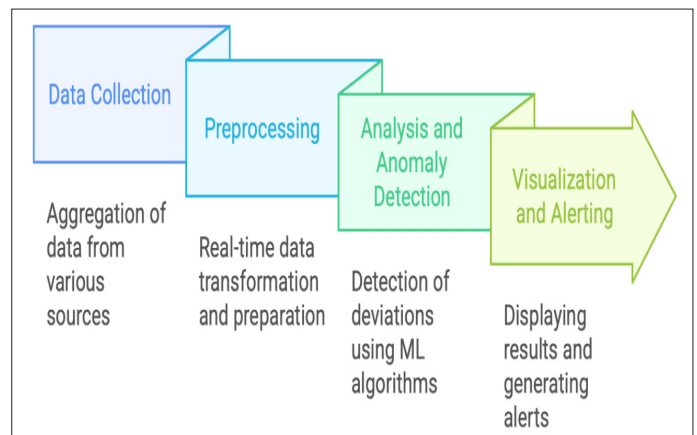 Data Collection
Aggregation of
data from
various
sources
Preprocessing
Real-time data
transformation
and preparation
Analysis and
Anomaly
Detection
Detection of
deviations
using ML
algorithms
Visualization
and Alerting
Displaying
results and
generating
alerts